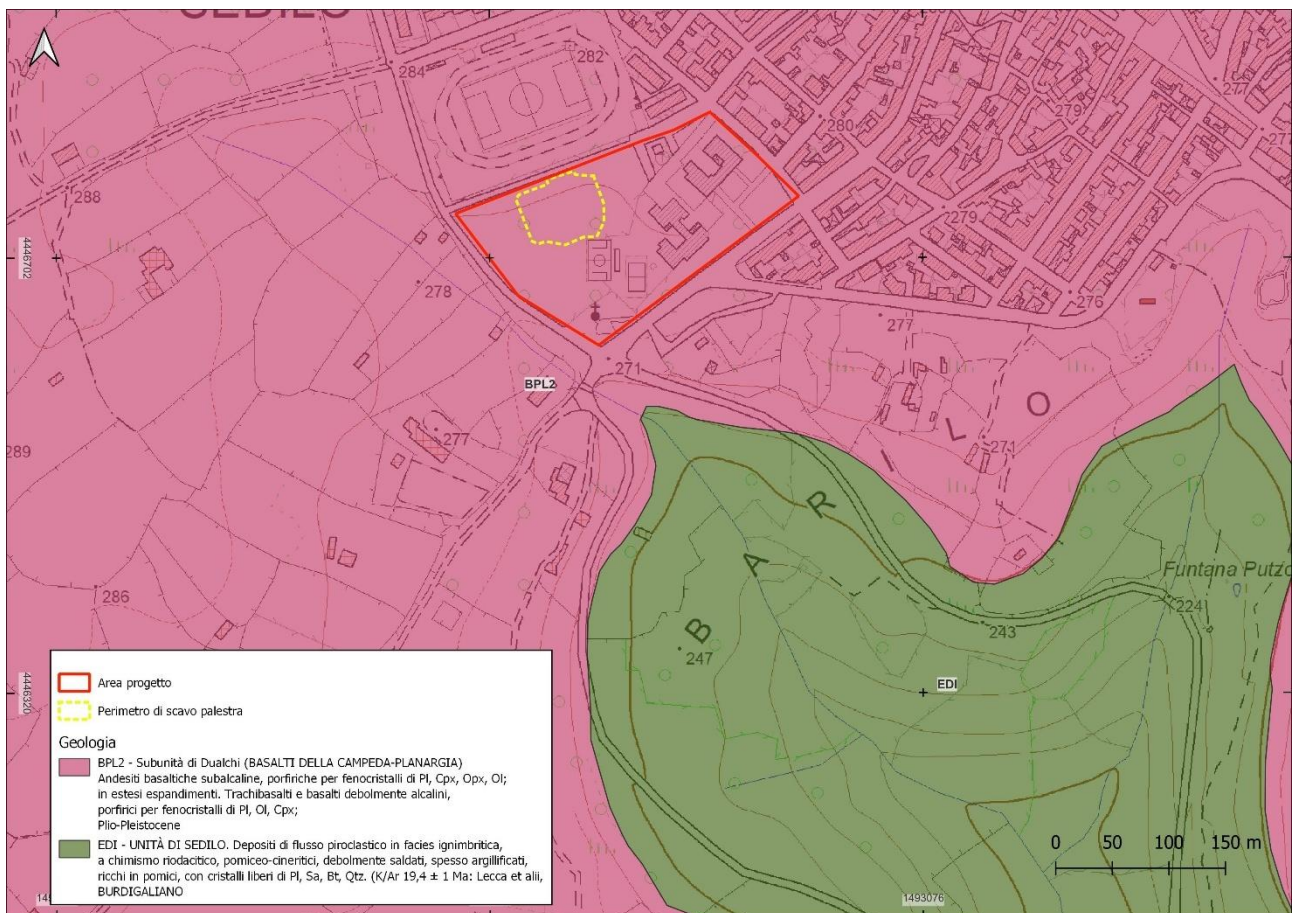 SEDILO
284
282
280
277
279
277
288
279
4446702
278
276
277
271
BPL2
L O
271
289
277
B A R
Funtana Putzo
286
224
243
247
4446320
EDI
Area progetto
Perimetro di scavo palestra
Geologia
BPL2 - Subunità di Dualchi (BASALTI DELLA CAMPEDA-PLANARGIA)
Andesiti basaltiche subalcaline, porfiriche per fenocristalli di Pl, Cpx, Opx, Ol;
in estesi espandimenti. Trachibasalti e basalti debolmente alcalini,
porfirici per fenocristalli di Pl, Ol, Cpx;
Plio-Pleistocene
EDI - UNITÀ DI SEDILO. Depositi di flusso piroclastico in facies ignimbritica,
a chimismo riodacitico, pomiceo-cineritici, debolmente saldati, spesso argillificati,
ricchi in pomici, con cristalli liberi di Pl, Sa, Bt, Qtz. (K/Ar 19,4 ± 1 Ma: Lecca et alii,
BURDIGALIANO
0 50 100 150 m
1493076